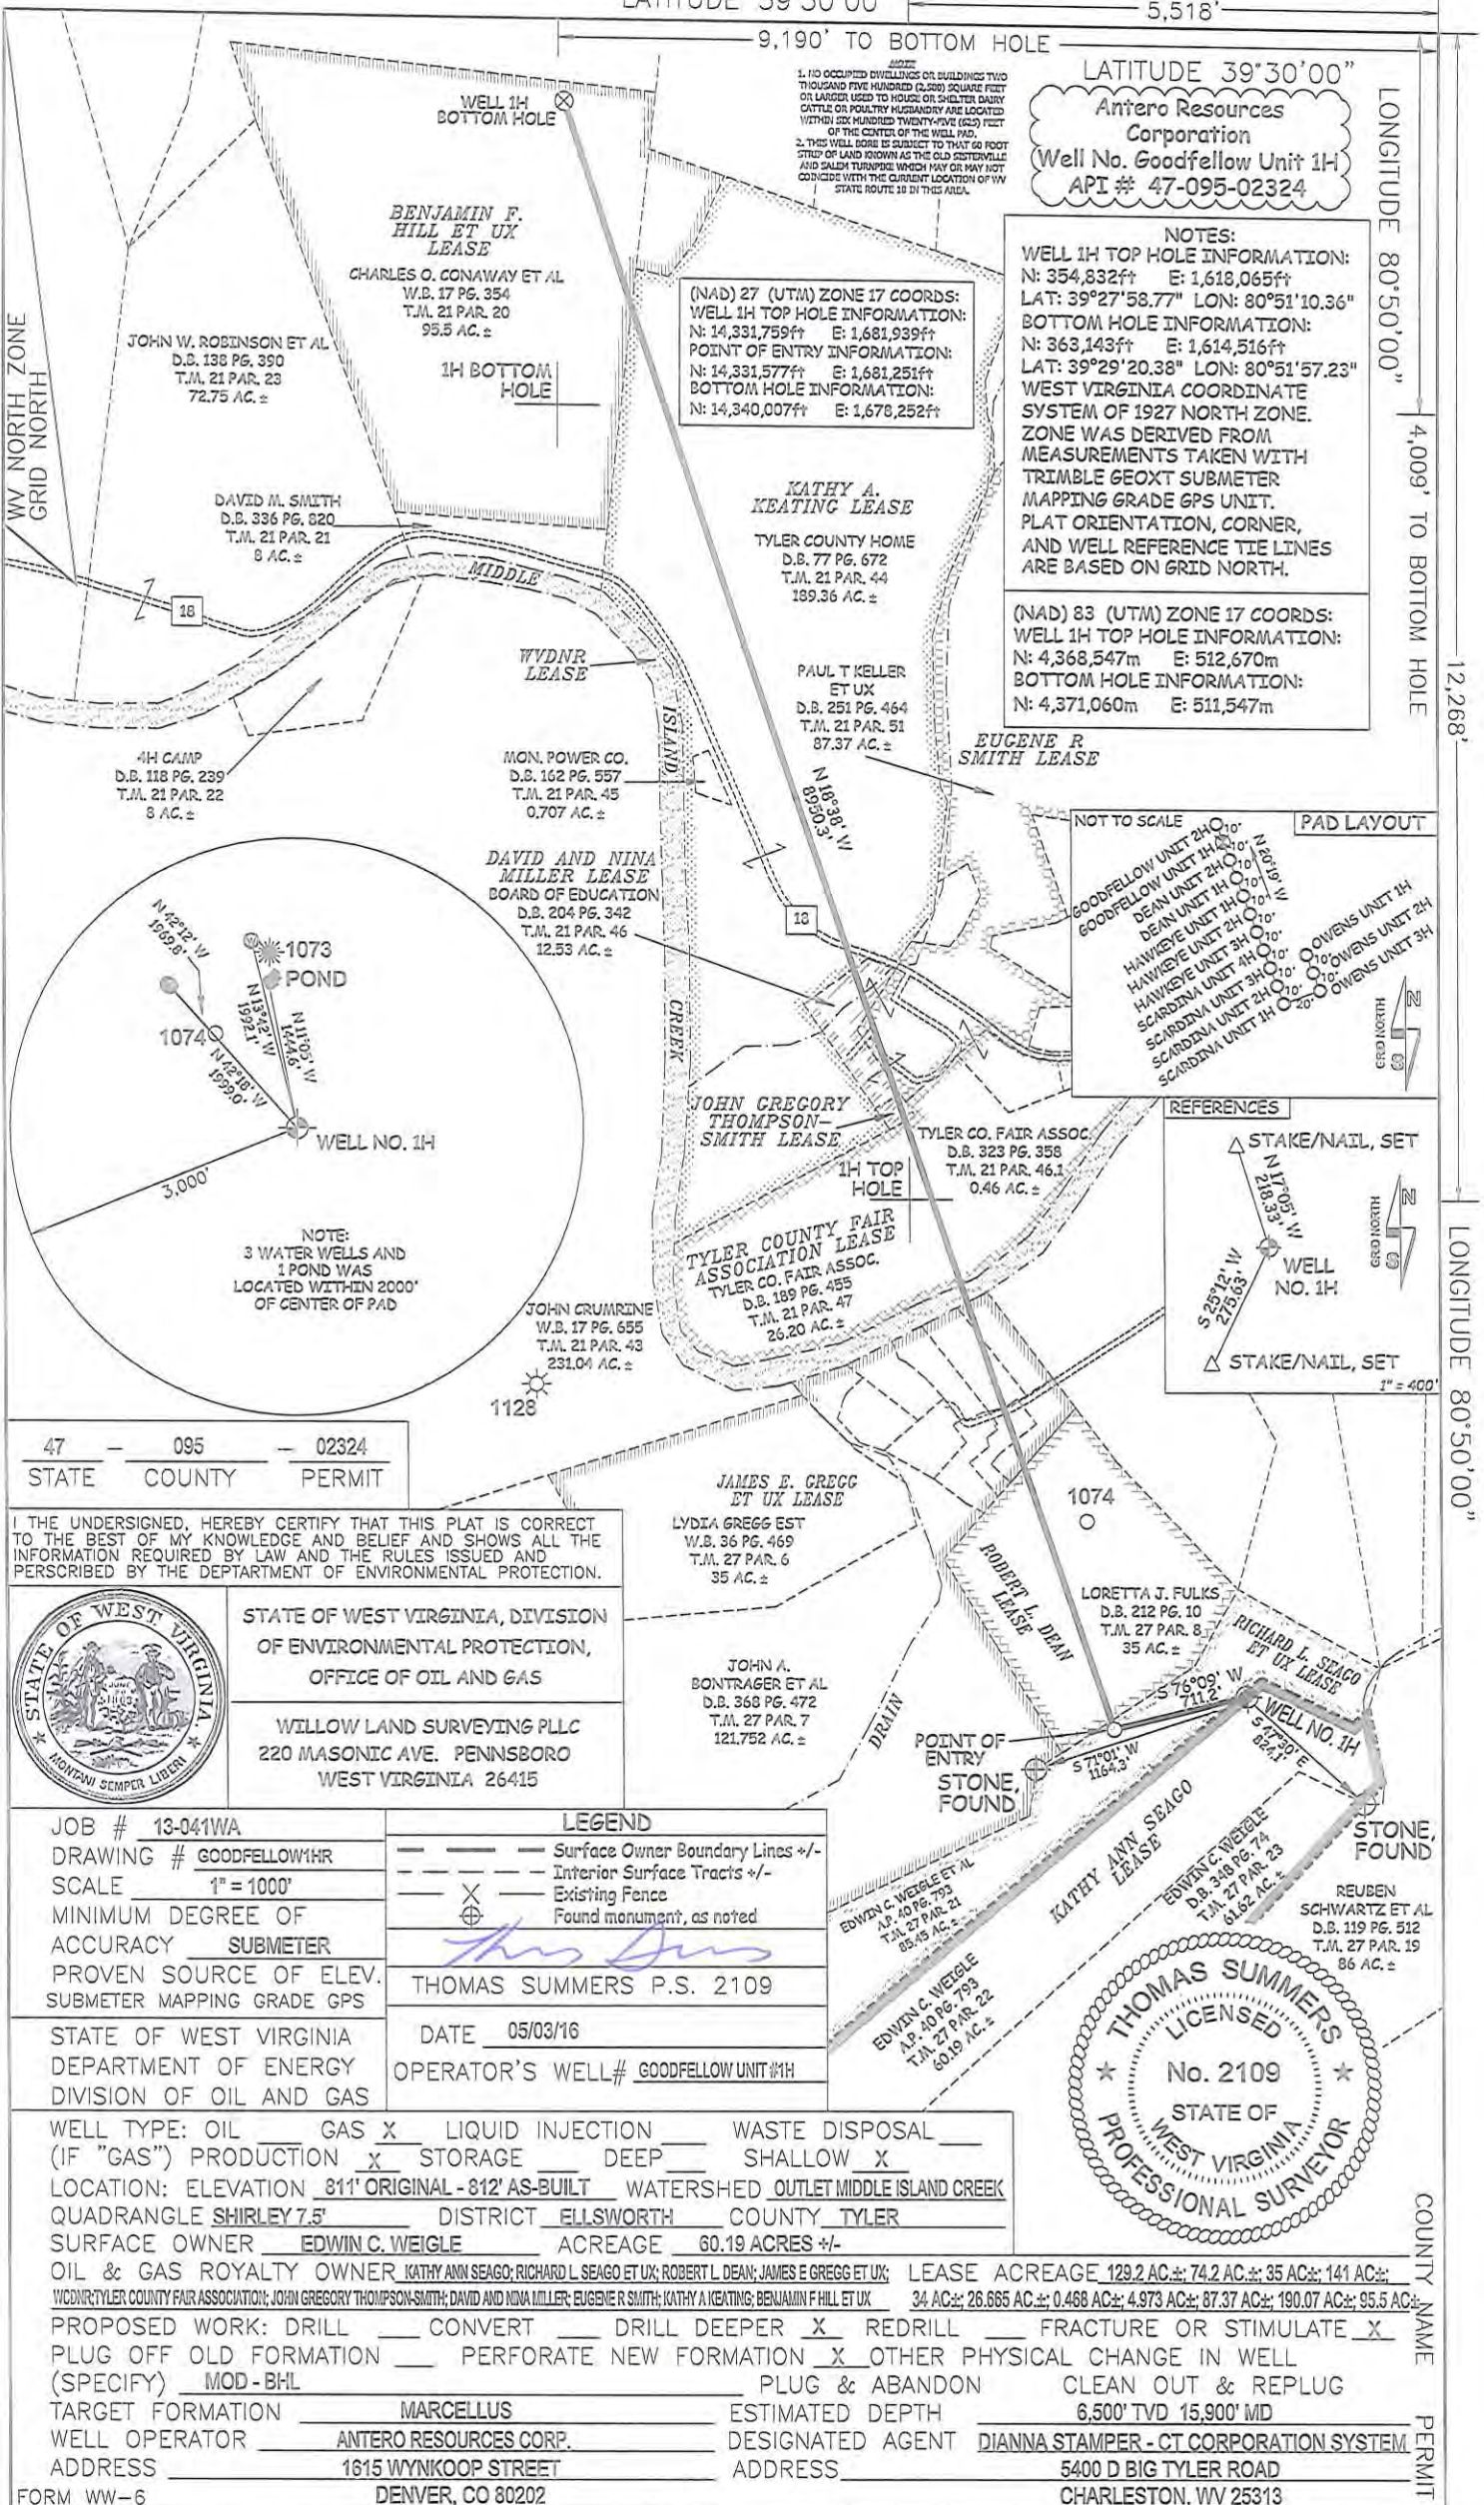 LATITUDE 39°30'00"
5,518'
9,190' TO BOTTOM HOLE
LATITUDE 39°30'00"
Antero Resources
Corporation
(Well No. Goodfellow Unit 1H)
API # 47-095-02324
LONGITUDE 80°50'00"
4,009' TO BOTTOM HOLE
12,268'
LONGITUDE 80°50'00"
NOTE
1. NO OCCUPIED DWELLINGS OR BUILDINGS TWO
THOUSAND FIVE HUNDRED (2,500) SQUARE FEET
OR LARGER USED TO HOUSE OR SHELTER DAIRY
CATTLE OR POULTRY HUSBANDRY ARE LOCATED
WITHIN SIX HUNDRED TWENTY-FIVE (625) FEET
OF THE CENTER OF THE WELL PAD.
2. THIS WELL BORE IS SUBJECT TO THAT 60 FOOT
STRIP OF LAND KNOWN AS THE OLD SISTERVILLE
AND SALEM TURNPIKE WHICH MAY OR MAY NOT
COINCIDE WITH THE CURRENT LOCATION OF WV
STATE ROUTE 18 IN THIS AREA.
WELL 1H
BOTTOM HOLE
BENJAMIN F.
HILL ET UX
LEASE
CHARLES O. CONAWAY ET AL
W.B. 17 PG. 354
T.M. 21 PAR. 20
95.5 AC. ±
1H BOTTOM
HOLE
JOHN W. ROBINSON ET AL
D.B. 138 PG. 390
T.M. 21 PAR. 23
72.75 AC. ±
WV NORTH ZONE
GRID NORTH
DAVID M. SMITH
D.B. 336 PG. 820
T.M. 21 PAR. 21
8 AC. ±
(NAD) 27 (UTM) ZONE 17 COORDS:
WELL 1H TOP HOLE INFORMATION:
N: 14,331,759ft E: 1,681,939ft
POINT OF ENTRY INFORMATION:
N: 14,331,577ft E: 1,681,251ft
BOTTOM HOLE INFORMATION:
N: 14,340,007ft E: 1,678,252ft
NOTES:
WELL 1H TOP HOLE INFORMATION:
N: 354,832ft E: 1,618,065ft
LAT: 39°27'58.77" LON: 80°51'10.36"
BOTTOM HOLE INFORMATION:
N: 363,143ft E: 1,614,516ft
LAT: 39°29'20.38" LON: 80°51'57.23"
WEST VIRGINIA COORDINATE
SYSTEM OF 1927 NORTH ZONE.
ZONE WAS DERIVED FROM
MEASUREMENTS TAKEN WITH
TRIMBLE GEOXT SUBMETER
MAPPING GRADE GPS UNIT.
PLAT ORIENTATION, CORNER,
AND WELL REFERENCE TIE LINES
ARE BASED ON GRID NORTH.
(NAD) 83 (UTM) ZONE 17 COORDS:
WELL 1H TOP HOLE INFORMATION:
N: 4,368,547m E: 512,670m
BOTTOM HOLE INFORMATION:
N: 4,371,060m E: 511,547m
KATHY A.
KEATING LEASE
TYLER COUNTY HOME
D.B. 77 PG. 672
T.M. 21 PAR. 44
189.36 AC. ±
18
MIDDLE
ISLAND
CREEK
WVDNR
LEASE
PAUL T KELLER
ET UX
D.B. 251 PG. 464
T.M. 21 PAR. 51
87.37 AC. ±
EUGENE R
SMITH LEASE
4H CAMP
D.B. 118 PG. 239
T.M. 21 PAR. 22
8 AC. ±
MON. POWER CO.
D.B. 162 PG. 557
T.M. 21 PAR. 45
0.707 AC. ±
N 18°38' W
8950.3'
DAVID AND NINA
MILLER LEASE
BOARD OF EDUCATION
D.B. 204 PG. 342
T.M. 21 PAR. 46
12.53 AC. ±
18
NOT TO SCALE
PAD LAYOUT
GOODFELLOW UNIT 2H 10'
GOODFELLOW UNIT 1H 10'
DEAN UNIT 2H 10'
DEAN UNIT 1H 10'
HAWKEYE UNIT 1H 10'
HAWKEYE UNIT 2H 10'
HAWKEYE UNIT 3H 10'
SCARDINA UNIT 4H 10'
SCARDINA UNIT 3H 10'
SCARDINA UNIT 2H 10'
SCARDINA UNIT 1H 20'
N 20°19' W
OWENS UNIT 1H
10' OWENS UNIT 2H
10' OWENS UNIT 3H
GRID NORTH
N
S
N 42°12' W
1969.8'
1073
POND
1074
N 13°42' W
1992.1'
N 11°05' W
1444.6'
N 42°18' W
1999.0'
WELL NO. 1H
3,000'
NOTE:
3 WATER WELLS AND
1 POND WAS
LOCATED WITHIN 2000'
OF CENTER OF PAD
JOHN GREGORY
THOMPSON-
SMITH LEASE
TYLER CO. FAIR ASSOC.
D.B. 323 PG. 358
T.M. 21 PAR. 46.1
0.46 AC. ±
1H TOP
HOLE
TYLER COUNTY FAIR
ASSOCIATION LEASE
TYLER CO. FAIR ASSOC.
D.B. 189 PG. 455
T.M. 21 PAR. 47
26.20 AC. ±
REFERENCES
STAKE/NAIL, SET
N 17°05' W
218.33'
WELL
NO. 1H
S 25°12' W
275.63'
STAKE/NAIL, SET
1" = 400'
GRID NORTH
N
S
JOHN CRUMRINE
W.B. 17 PG. 655
T.M. 21 PAR. 43
231.04 AC. ±
1128
47 - 095 - 02324
STATE COUNTY PERMIT
JAMES E. GREGG
ET UX LEASE
LYDIA GREGG EST
W.B. 36 PG. 469
T.M. 27 PAR. 6
35 AC. ±
1074
ROBERT L. DEAN
LEASE
LORETTA J. FULKS
D.B. 212 PG. 10
T.M. 27 PAR. 8
35 AC. ±
RICHARD L. SEAGO
ET UX LEASE
I THE UNDERSIGNED, HEREBY CERTIFY THAT THIS PLAT IS CORRECT
TO THE BEST OF MY KNOWLEDGE AND BELIEF AND SHOWS ALL THE
INFORMATION REQUIRED BY LAW AND THE RULES ISSUED AND
PERSCRIBED BY THE DEPTARTMENT OF ENVIRONMENTAL PROTECTION.
STATE OF WEST VIRGINIA
MONTANI SEMPER LIBERI
STATE OF WEST VIRGINIA, DIVISION
OF ENVIRONMENTAL PROTECTION,
OFFICE OF OIL AND GAS
WILLOW LAND SURVEYING PLLC
220 MASONIC AVE. PENNSBORO
WEST VIRGINIA 26415
JOHN A.
BONTRAGER ET AL
D.B. 368 PG. 472
T.M. 27 PAR. 7
121.752 AC. ±
DRAIN
POINT OF
ENTRY
STONE,
FOUND
S 76°09' W
711.2'
S 71°01' W
1164.3'
WELL NO. 1H
S 47°30' E
824.1'
STONE,
FOUND
KATHY ANN SEAGO
LEASE
EDWIN C. WEIGLE
D.B. 348 PG. 74
T.M. 27 PAR. 23
61.62 AC. ±
REUBEN
SCHWARTZ ET AL
D.B. 119 PG. 512
T.M. 27 PAR. 19
86 AC. ±
EDWIN C. WEIGLE ET AL
A.P. 40 PG. 793
T.M. 27 PAR. 21
85.45 AC. ±
EDWIN C. WEIGLE
A.P. 40 PG. 793
T.M. 27 PAR. 22
60.19 AC. ±
JOB # 13-041WA
DRAWING # GOODFELLOW1HR
SCALE 1" = 1000'
MINIMUM DEGREE OF
ACCURACY SUBMETER
PROVEN SOURCE OF ELEV.
SUBMETER MAPPING GRADE GPS
LEGEND
Surface Owner Boundary Lines +/-
Interior Surface Tracts +/-
Existing Fence
Found monument, as noted
THOMAS SUMMERS P.S. 2109
STATE OF WEST VIRGINIA
DEPARTMENT OF ENERGY
DIVISION OF OIL AND GAS
DATE 05/03/16
OPERATOR'S WELL# GOODFELLOW UNIT #1H
THOMAS SUMMERS
LICENSED
No. 2109
STATE OF
WEST VIRGINIA
PROFESSIONAL SURVEYOR
WELL TYPE: OIL GAS X LIQUID INJECTION WASTE DISPOSAL
(IF "GAS") PRODUCTION X STORAGE DEEP SHALLOW X
LOCATION: ELEVATION 811' ORIGINAL - 812' AS-BUILT WATERSHED OUTLET MIDDLE ISLAND CREEK
QUADRANGLE SHIRLEY 7.5' DISTRICT ELLSWORTH COUNTY TYLER
SURFACE OWNER EDWIN C. WEIGLE ACREAGE 60.19 ACRES +/-
OIL & GAS ROYALTY OWNER KATHY ANN SEAGO; RICHARD L SEAGO ET UX; ROBERT L DEAN; JAMES E GREGG ET UX; LEASE ACREAGE 129.2 AC.±; 74.2 AC.±; 35 AC±; 141 AC±;
WCDNR; TYLER COUNTY FAIR ASSOCIATION; JOHN GREGORY THOMPSON-SMITH; DAVID AND NINA MILLER; EUGENE R SMITH; KATHY A KEATING; BENJAMIN F HILL ET UX 34 AC±; 26.665 AC.±; 0.468 AC±; 4.973 AC±; 87.37 AC±; 190.07 AC±; 95.5 AC±
PROPOSED WORK: DRILL CONVERT DRILL DEEPER X REDRILL FRACTURE OR STIMULATE X
PLUG OFF OLD FORMATION PERFORATE NEW FORMATION X OTHER PHYSICAL CHANGE IN WELL
(SPECIFY) MOD - BHL PLUG & ABANDON CLEAN OUT & REPLUG
TARGET FORMATION MARCELLUS ESTIMATED DEPTH 6,500' TVD 15,900' MD
WELL OPERATOR ANTERO RESOURCES CORP. DESIGNATED AGENT DIANNA STAMPER - CT CORPORATION SYSTEM
ADDRESS 1615 WYNKOOP STREET ADDRESS 5400 D BIG TYLER ROAD
FORM WW-6 DENVER, CO 80202 CHARLESTON, WV 25313
COUNTY NAME
PERMIT